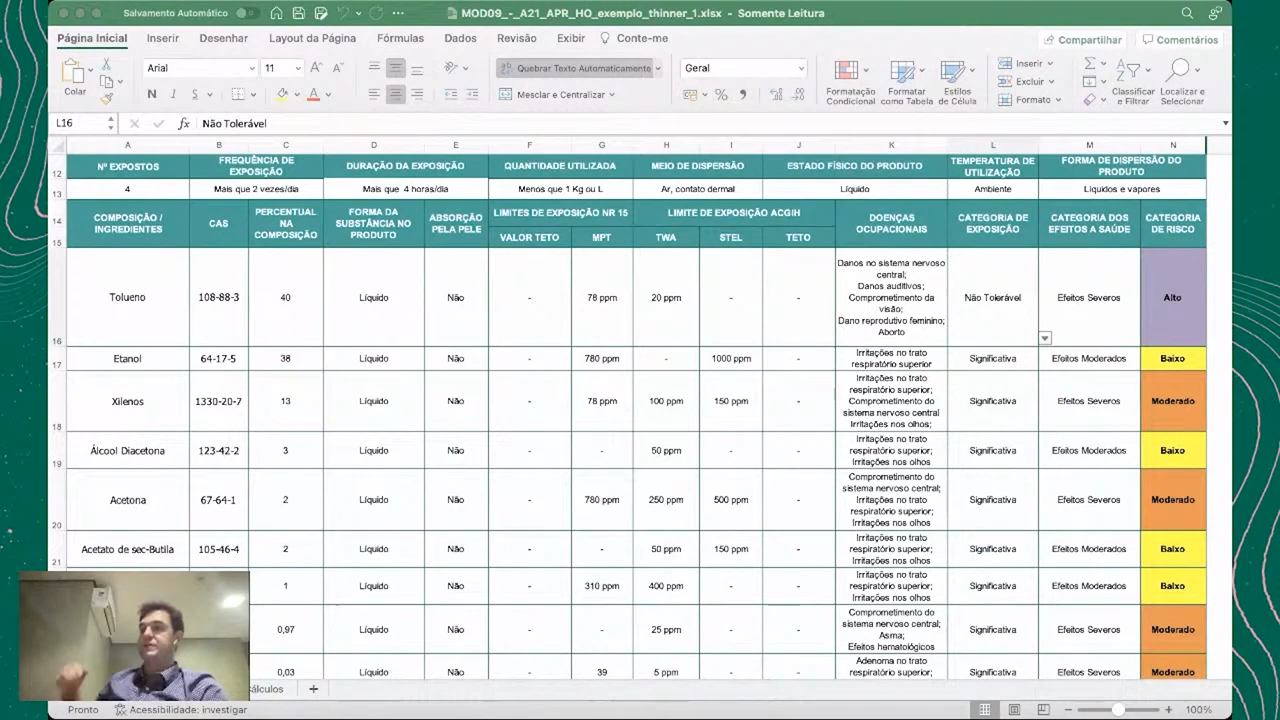 Salvamento Automático
MOD09_-_A21_APR_HO_exemplo_thinner_1.xlsx - Somente Leitura
Página Inicial Inserir Desenhar Layout da Página Fórmulas Dados Revisão Exibir Conte-me Compartilhar Comentários
Colar Arial 11 Quebrar Texto Automaticamente Geral Inserir
N I S Mesclar e Centralizar % Formatação Condicional Formatar como Tabela Estilos de Célula Excluir Formato Classificar e Filtrar Localizar e Selecionar
L16 fx Não Tolerável
A B C D E F G H I J K L M N
12 Nº EXPOSTOS FREQUÊNCIA DE EXPOSIÇÃO DURAÇÃO DA EXPOSIÇÃO QUANTIDADE UTILIZADA MEIO DE DISPERSÃO ESTADO FÍSICO DO PRODUTO TEMPERATURA DE UTILIZAÇÃO FORMA DE DISPERSÃO DO PRODUTO
13 4 Mais que 2 vezes/dia Mais que 4 horas/dia Menos que 1 Kg ou L Ar, contato dermal Líquido Ambiente Líquidos e vapores
14 COMPOSIÇÃO / INGREDIENTES CAS PERCENTUAL NA COMPOSIÇÃO FORMA DA SUBSTÂNCIA NO PRODUTO ABSORÇÃO PELA PELE LIMITES DE EXPOSIÇÃO NR 15 LIMITE DE EXPOSIÇÃO ACGIH DOENÇAS OCUPACIONAIS CATEGORIA DE EXPOSIÇÃO CATEGORIA DOS EFEITOS A SAÚDE CATEGORIA DE RISCO
15 VALOR TETO MPT TWA STEL TETO
16 Tolueno 108-88-3 40 Líquido Não - 78 ppm 20 ppm - - Danos no sistema nervoso central; Danos auditivos; Comprometimento da visão; Dano reprodutivo feminino; Aborto Não Tolerável Efeitos Severos Alto
17 Etanol 64-17-5 38 Líquido Não - 780 ppm - 1000 ppm - Irritações no trato respiratório superior Significativa Efeitos Moderados Baixo
18 Xilenos 1330-20-7 13 Líquido Não - 78 ppm 100 ppm 150 ppm - Irritações no trato respiratório superior; Comprometimento do sistema nervoso central Irritações no olhos; Significativa Efeitos Severos Moderado
19 Álcool Diacetona 123-42-2 3 Líquido Não - - 50 ppm - - Irritações no trato respiratório superior; Irritações nos olhos Significativa Efeitos Moderados Baixo
20 Acetona 67-64-1 2 Líquido Não - 780 ppm 250 ppm 500 ppm - Comprometimento do sistema nervoso central; Irritações no trato respiratório superior; Irritações nos olhos Significativa Efeitos Severos Moderado
21 Acetato de sec-Butila 105-46-4 2 Líquido Não - - 50 ppm 150 ppm - Irritações no trato respiratório superior; Irritações no olhos Significativa Efeitos Moderados Baixo
1 Líquido Não - 310 ppm 400 ppm - - Irritações no trato respiratório superior; Irritações nos olhos Significativa Efeitos Moderados Baixo
0,97 Líquido Não - - 25 ppm - - Comprometimento do sistema nervoso central; Asma; Efeitos hematológicos Significativa Efeitos Severos Moderado
0,03 Líquido Não - 39 5 ppm - - Adenoma no trato respiratório superior; Significativa Efeitos Severos Moderado
álculos +
Pronto Acessibilidade: investigar 100%